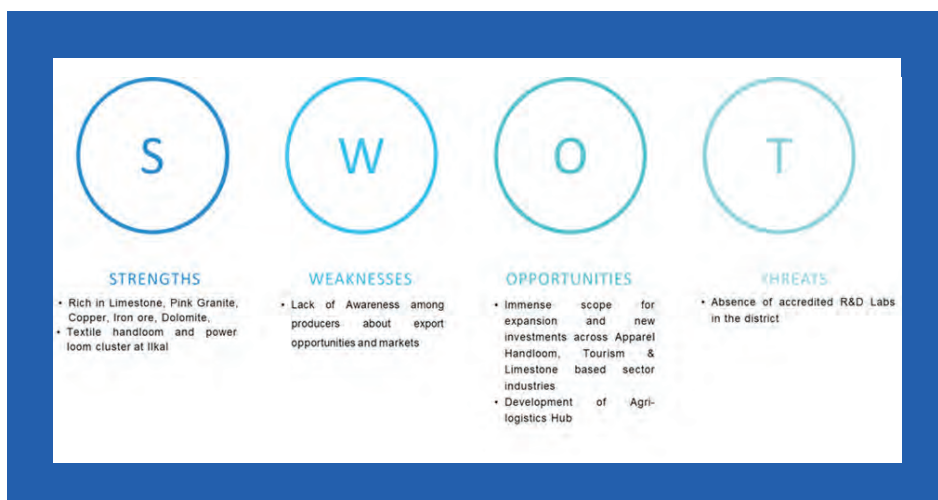 S
W
O
T
STRENGTHS
• Rich in Limestone, Pink Granite,
Copper, Iron ore, Dolomite,
• Textile handloom and power
loom cluster at Ilkal
WEAKNESSES
• Lack of Awareness among
producers about export
opportunities and markets
OPPORTUNITIES
• Immense scope for
expansion and new
investments across Apparel
Handloom, Tourism &
Limestone based sector
industries
• Development of Agri-
logistics Hub
THREATS
• Absence of accredited R&D Labs
in the district